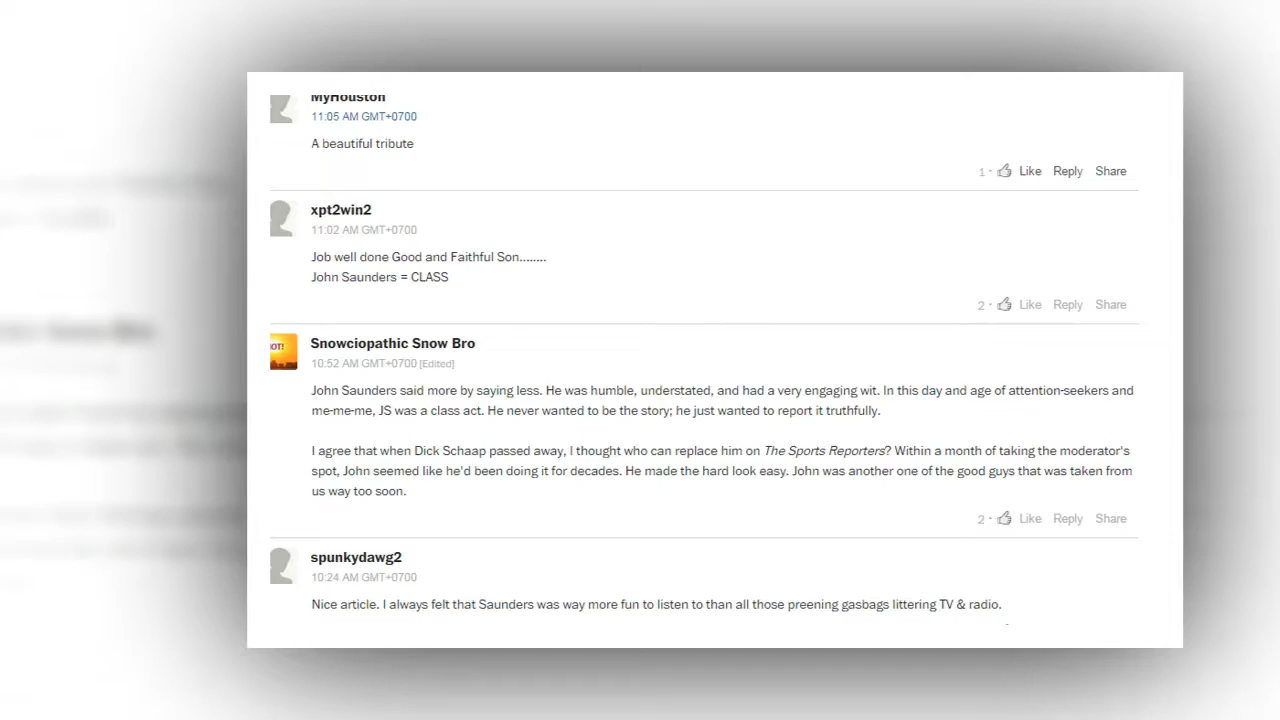 MyHouston
11:05 AM GMT+0700
A beautiful tribute
1 · Like Reply Share
xpt2win2
11:02 AM GMT+0700
Job well done Good and Faithful Son........
John Saunders = CLASS
2 · Like Reply Share
OT!
Snowciopathic Snow Bro
10:52 AM GMT+0700 [Edited]
John Saunders said more by saying less. He was humble, understated, and had a very engaging wit. In this day and age of attention-seekers and
me-me-me, JS was a class act. He never wanted to be the story; he just wanted to report it truthfully.
I agree that when Dick Schaap passed away, I thought who can replace him on The Sports Reporters? Within a month of taking the moderator's
spot, John seemed like he'd been doing it for decades. He made the hard look easy. John was another one of the good guys that was taken from
us way too soon.
2 · Like Reply Share
spunkydawg2
10:24 AM GMT+0700
Nice article. I always felt that Saunders was way more fun to listen to than all those preening gasbags littering TV & radio.